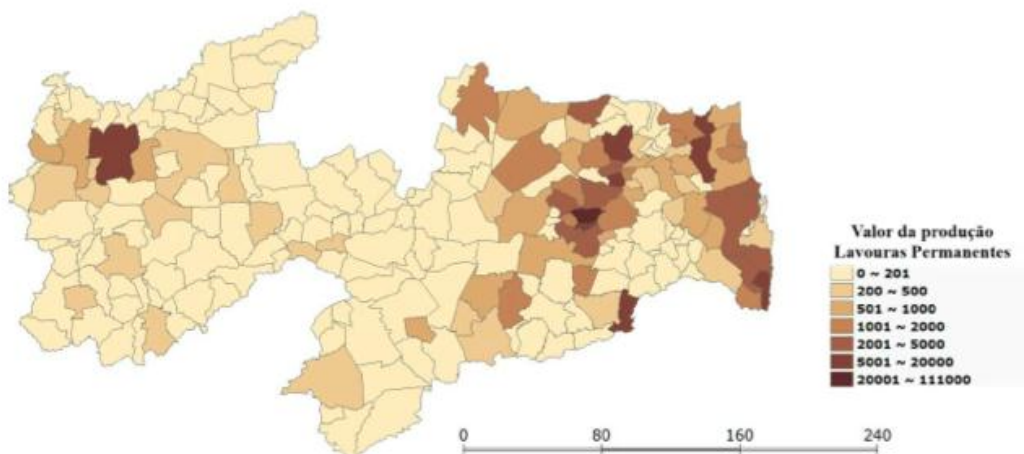 Valor da produção
Lavouras Permanentes
0 ~ 201
200 ~ 500
501 ~ 1000
1001 ~ 2000
2001 ~ 5000
5001 ~ 20000
20001 ~ 111000
0 80 160 240